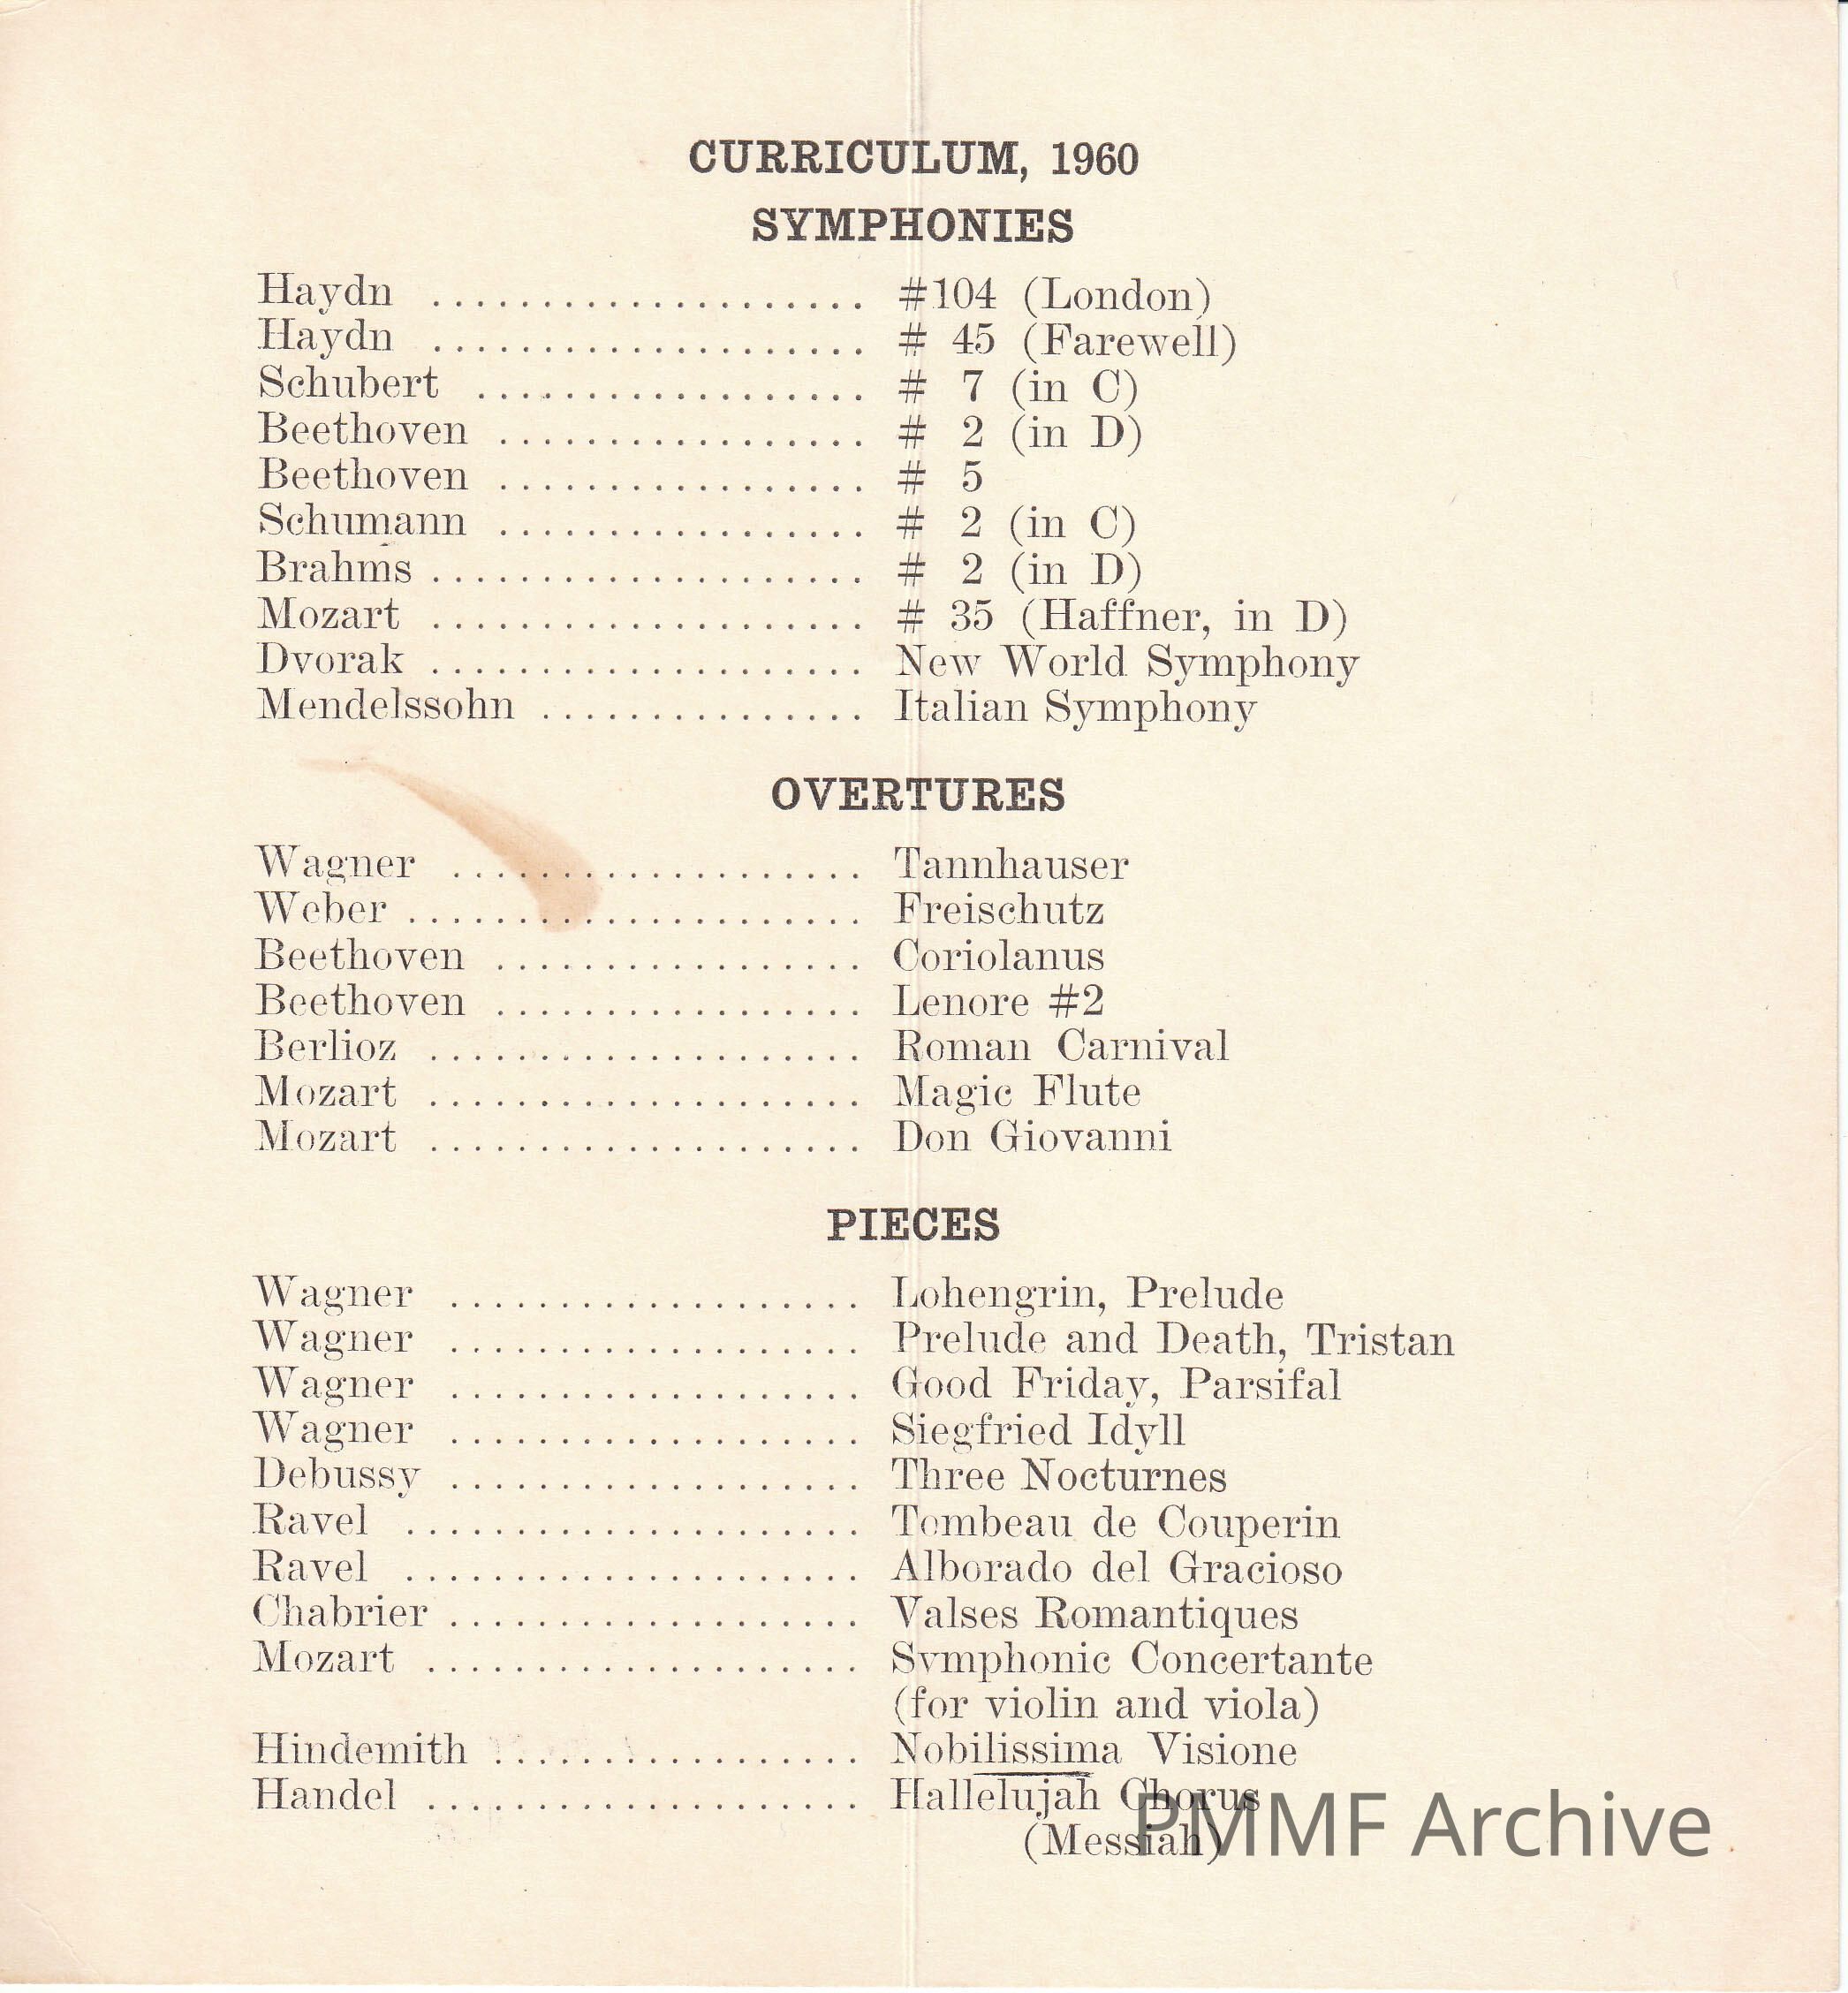 CURRICULUM, 1960
SYMPHONIES
Haydn .................... #104 (London)
Haydn .................... # 45 (Farewell)
Schubert .................. # 7 (in C)
Beethoven ................. # 2 (in D)
Beethoven ................. # 5
Schumann ................. # 2 (in C)
Brahms .................... # 2 (in D)
Mozart .................... # 35 (Haffner, in D)
Dvorak .................... New World Symphony
Mendelssohn ............... Italian Symphony
OVERTURES
Wagner ................... Tannhauser
Weber ..................... Freischutz
Beethoven ................. Coriolanus
Beethoven ................. Lenore #2
Berlioz .................... Roman Carnival
Mozart .................... Magic Flute
Mozart .................... Don Giovanni
PIECES
Wagner ................... Lohengrin, Prelude
Wagner ................... Prelude and Death, Tristan
Wagner ................... Good Friday, Parsifal
Wagner ................... Siegfried Idyll
Debussy ................... Three Nocturnes
Ravel ..................... Tombeau de Couperin
Ravel ..................... Alborado del Gracioso
Chabrier ................... Valses Romantiques
Mozart .................... Symphonic Concertante
(for violin and viola)
Hindemith ................. Nobilissima Visione
Handel .................... Hallelujah Chorus
(Messiah)
PMMF Archive